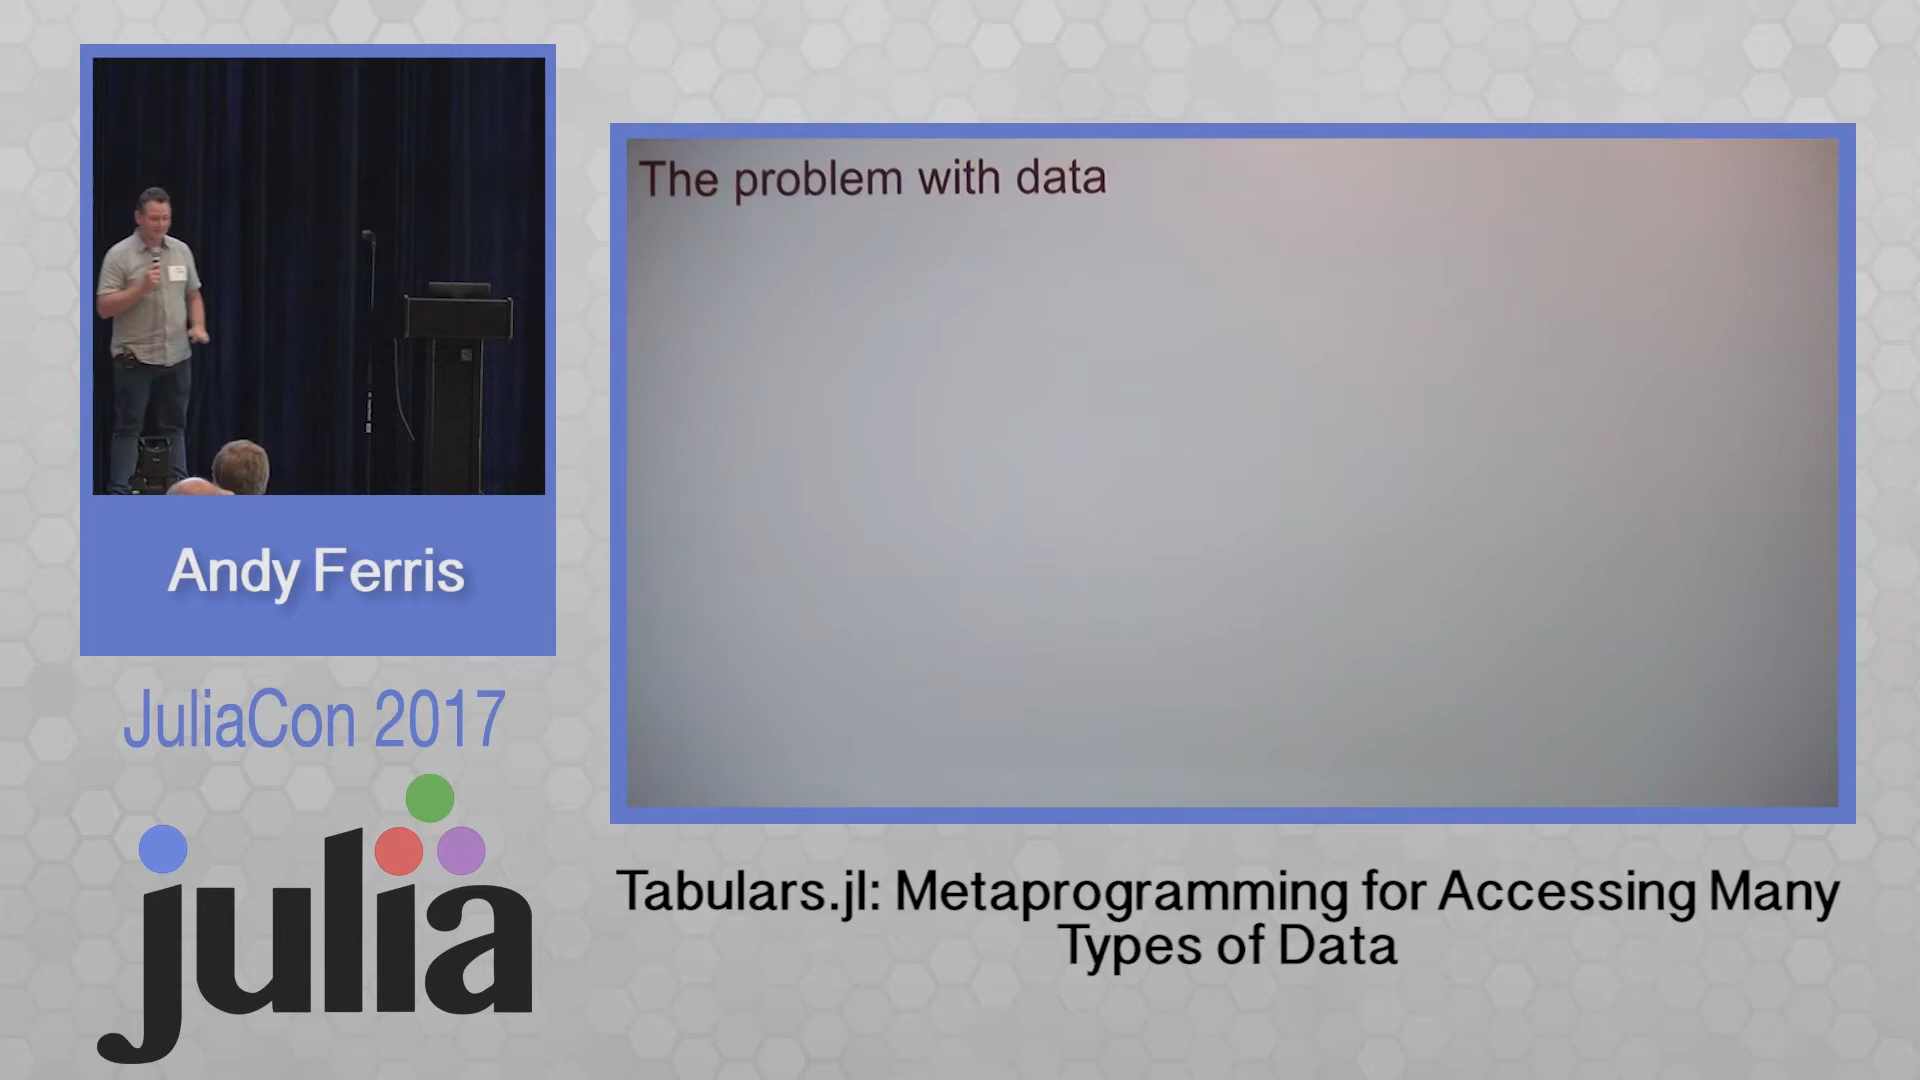 Andy Ferris
JuliaCon 2017
julia
The problem with data
Tabulars.jl: Metaprogramming for Accessing Many
Types of Data